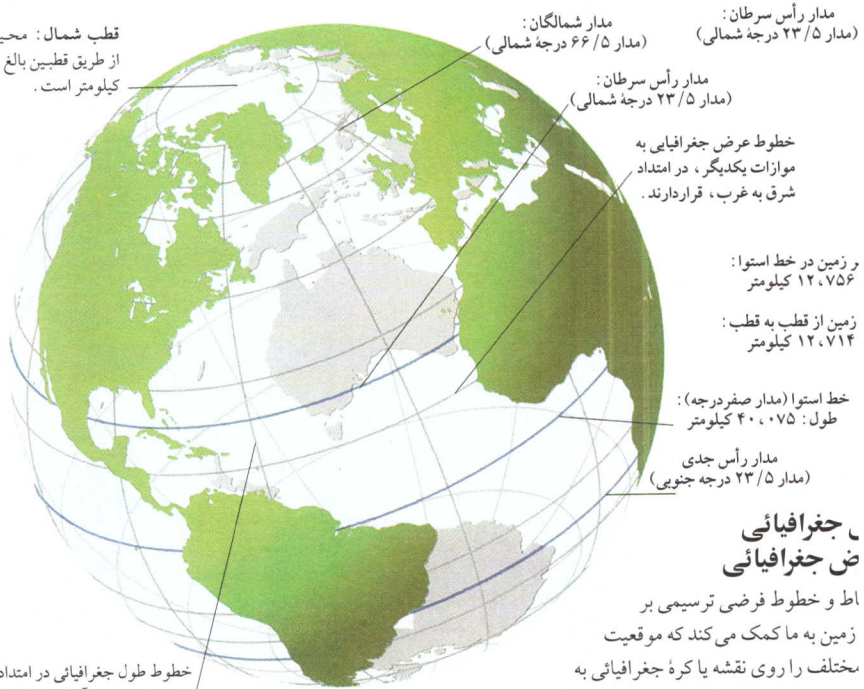 مدار رأس سرطان:
(مدار ۲۳/۵ درجهٔ شمالی)
مدار شمالگان:
(مدار ۶۶/۵ درجهٔ شمالی)
قطب شمال:
از طریق قطبین بالغ
کیلومتر است.
مدار رأس سرطان:
(مدار ۲۳/۵ درجهٔ شمالی)
خطوط عرض جغرافیایی به
موازات یکدیگر، در امتداد
شرق به غرب، قراردارند.
زمین در خط استوا:
۱۲،۷۵۶ کیلومتر
زمین از قطب به قطب:
۱۲،۷۱۴ کیلومتر
خط استوا (مدار صفردرجه):
طول: ۴۰،۰۷۵ کیلومتر
مدار رأس جدی
(مدار ۲۳/۵ درجه جنوبی)
جغرافیائی
جغرافیائی
و خطوط فرضی ترسیمی بر
زمین به ما کمک می‌کند که موقعیت
مختلف را روی نقشه یا کرهٔ جغرافیائی به
خطوط طول جغرافیائی در امتداد